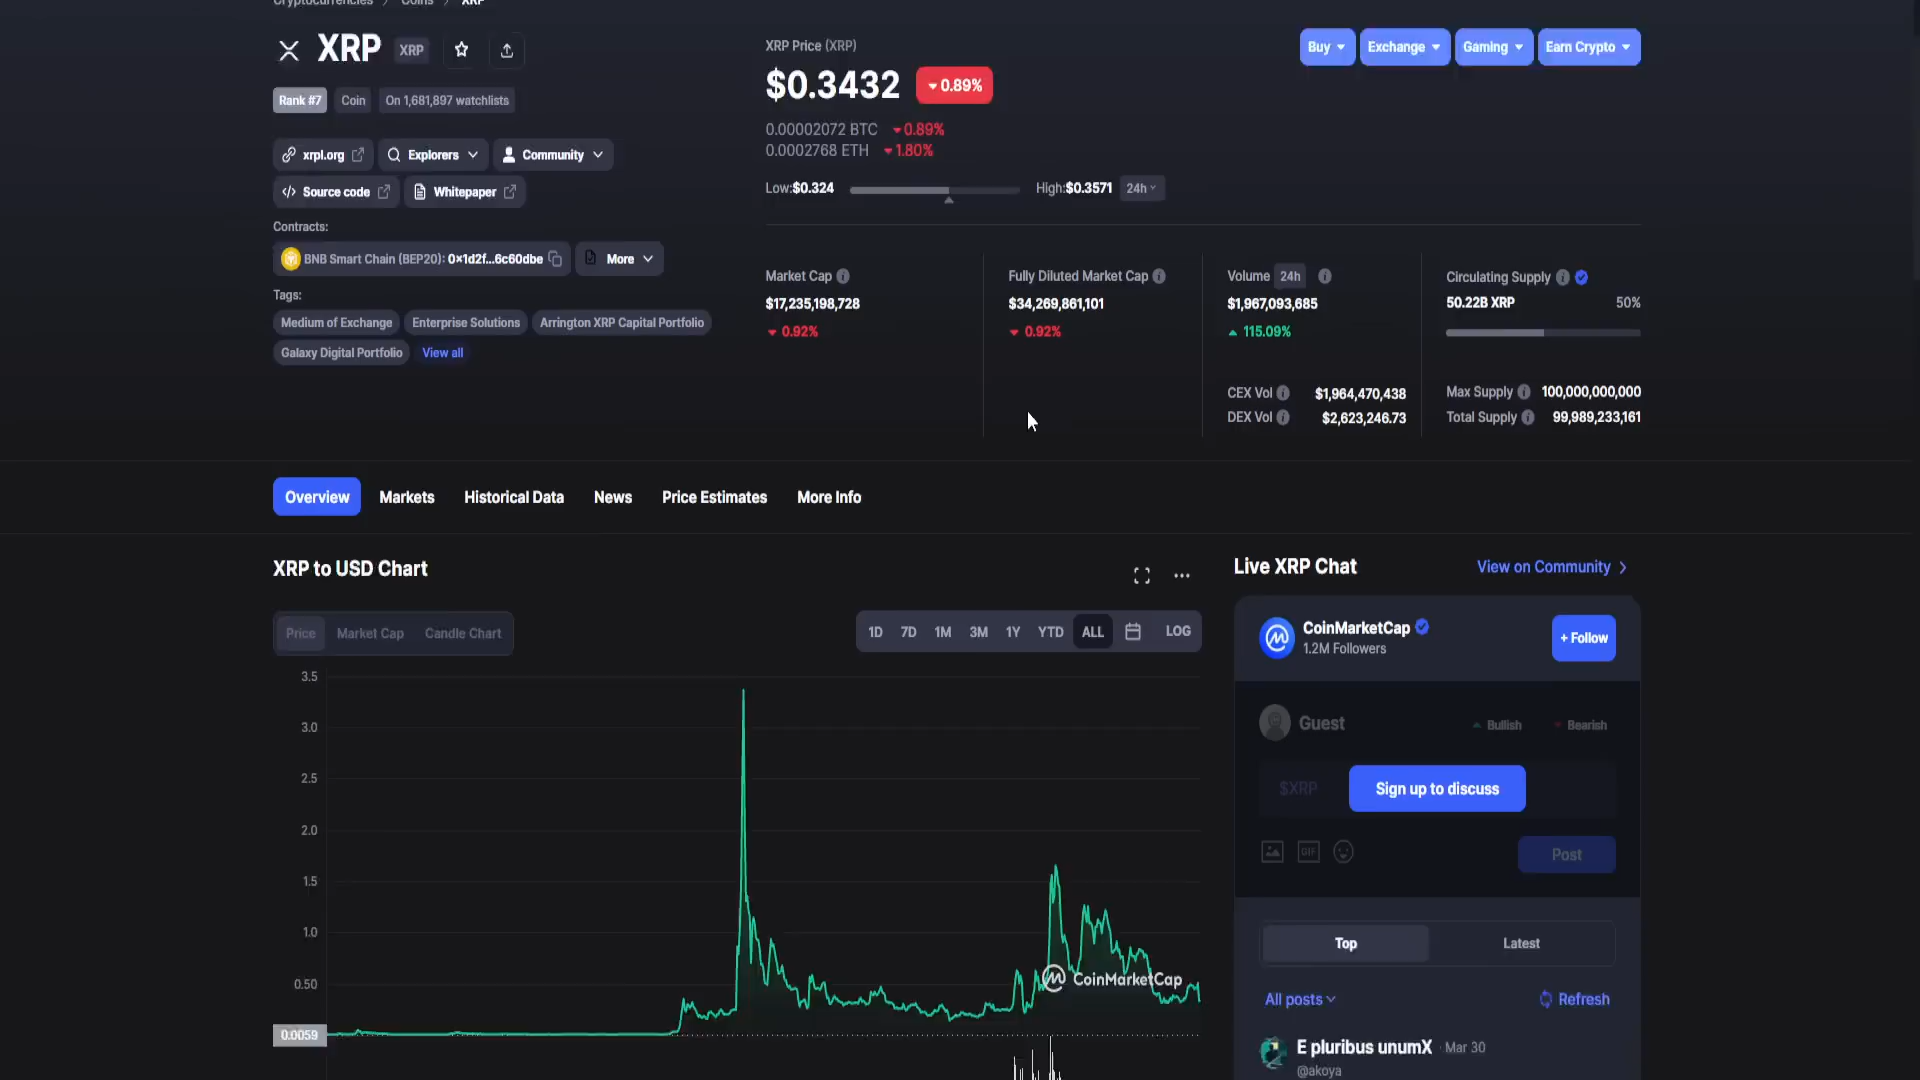 Cryptocurrencies > Coins > XRP
XRP XRP
Rank #7 Coin On 1,681,897 watchlists
xrpl.org Explorers Community
Source code Whitepaper
Contracts:
BNB Smart Chain (BEP20): 0x1d2f...6c60dbe More
Tags:
Medium of Exchange Enterprise Solutions Arrington XRP Capital Portfolio
Galaxy Digital Portfolio View all
XRP Price (XRP)
$0.3432 0.89%
0.00002072 BTC 0.89%
0.0002768 ETH 1.80%
Low:$0.324 High:$0.3571 24h
Buy Exchange Gaming Earn Crypto
Market Cap
$17,235,198,728
0.92%
Fully Diluted Market Cap
$34,269,861,101
0.92%
Volume 24h
$1,967,093,685
115.09%
CEX Vol $1,964,470,438
DEX Vol $2,623,246.73
Circulating Supply
50.22B XRP 50%
Max Supply 100,000,000,000
Total Supply 99,989,233,161
Overview Markets Historical Data News Price Estimates More Info
XRP to USD Chart
Price Market Cap Candle Chart
1D 7D 1M 3M 1Y YTD ALL LOG
3.5
3.0
2.5
2.0
1.5
1.0
0.50
0.0059
CoinMarketCap
Live XRP Chat View on Community >
CoinMarketCap
1.2M Followers
+ Follow
Guest Bullish Bearish
$XRP Sign up to discuss
GIF Post
Top Latest
All posts Refresh
E pluribus unumX · Mar 30
@akoya